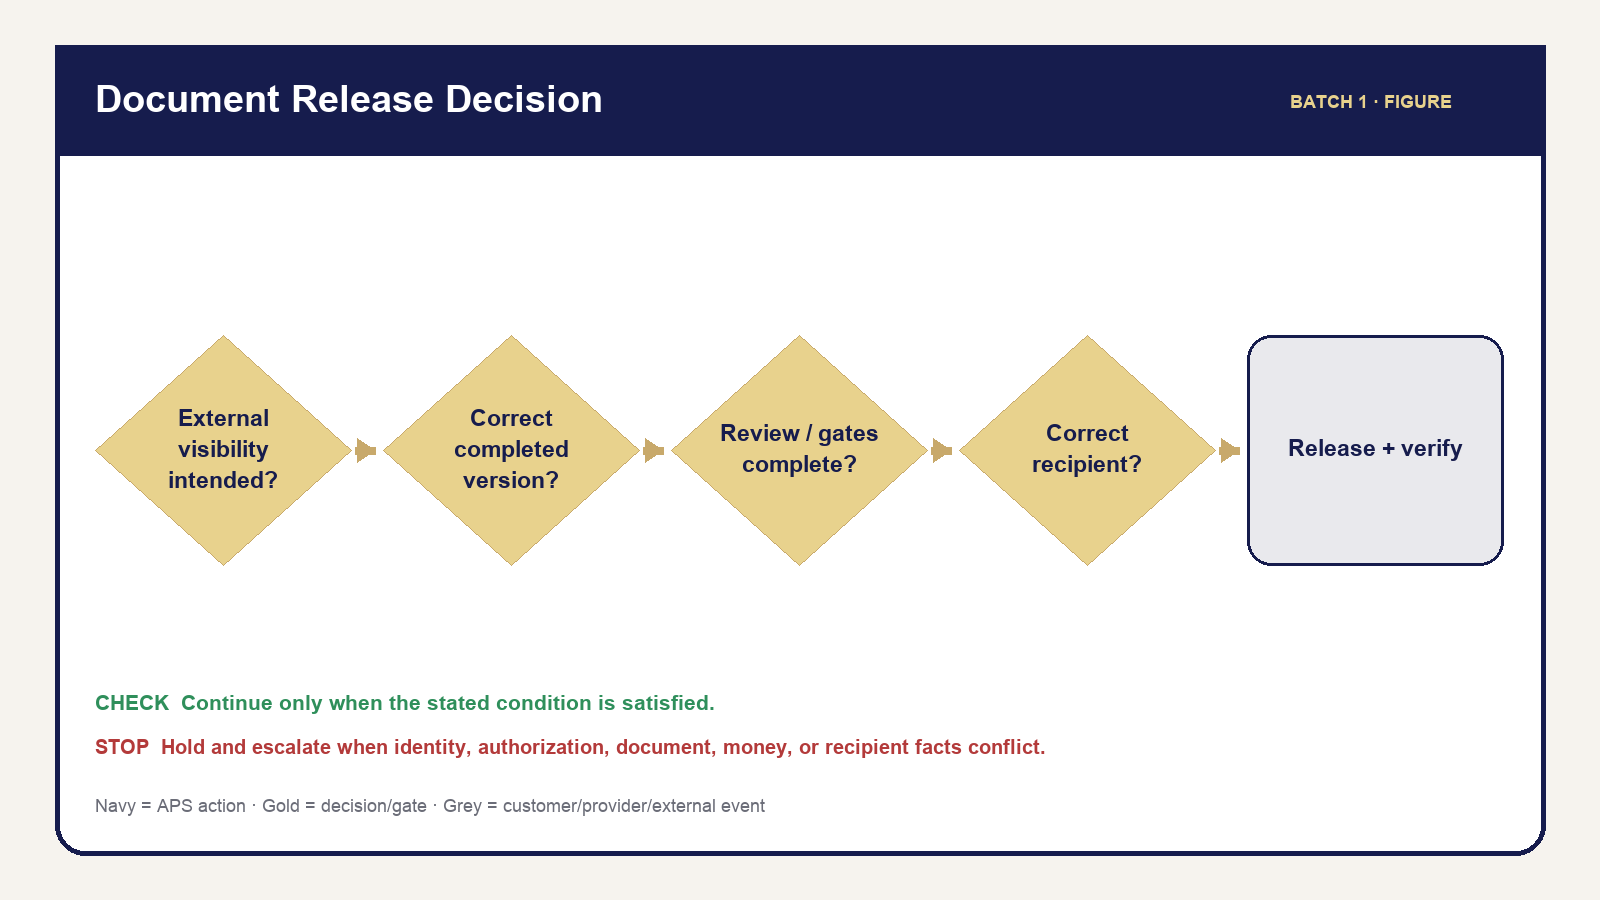 Document Release Decision
BATCH 1 · FIGURE
External
visibility
intended?
Correct
completed
version?
Review / gates
complete?
Correct
recipient?
Release + verify
CHECK Continue only when the stated condition is satisfied.
STOP Hold and escalate when identity, authorization, document, money, or recipient facts conflict.
Navy = APS action · Gold = decision/gate · Grey = customer/provider/external event